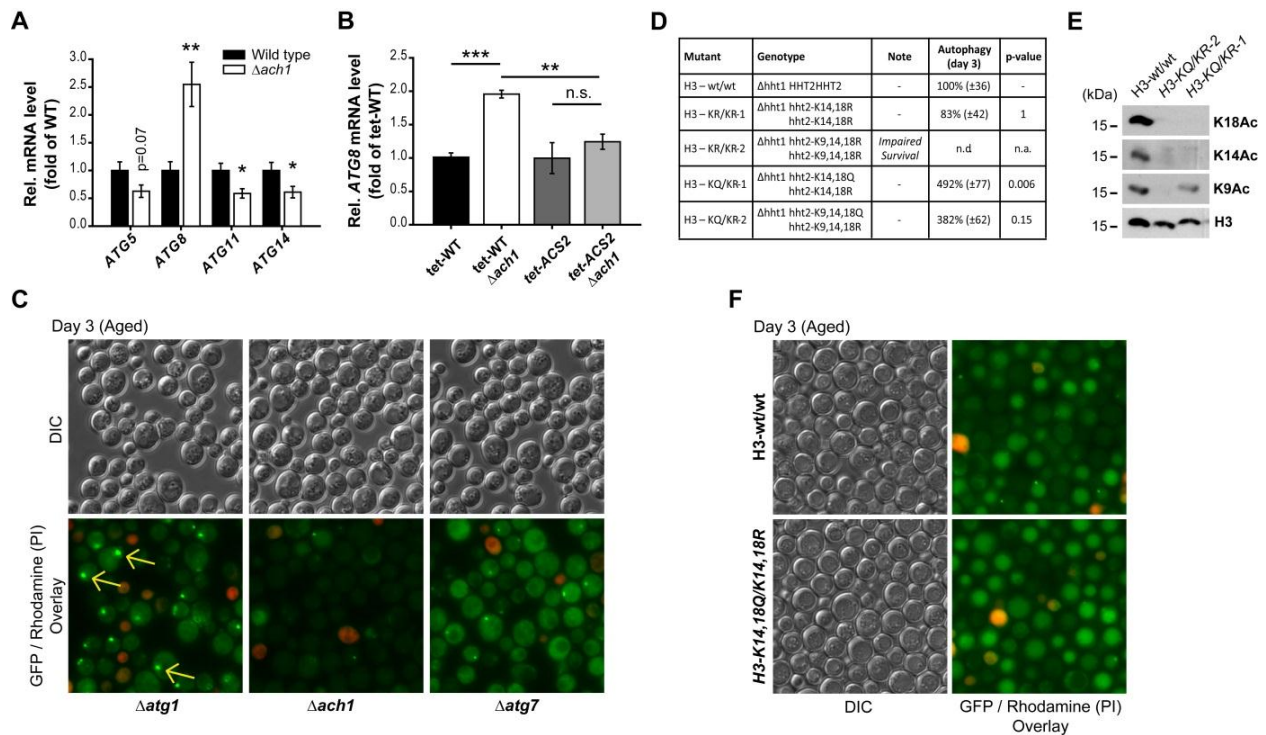 A
Rel. mRNA level
(fold of WT)
3.0
2.5
2.0
1.5
1.0
0.5
0.0
Wild type
Δach1
p=0.07
**
*
*
ATG5
ATG8
ATG11
ATG14
B
Rel. ATG8 mRNA level
(fold of tet-WT)
2.5
2.0
1.5
1.0
0.5
0.0
***
**
n.s.
tet-WT
tet-WT
Δach1
tet-ACS2
tet-ACS2
Δach1
C
Day 3 (Aged)
DIC
GFP / Rhodamine (PI)
Overlay
Δatg1
Δach1
Δatg7
D
Mutant Genotype Note Autophagy (day 3) p-value
H3 – wt/wt Δhht1 HHT2HHT2 - 100% (±36) -
H3 – KR/KR-1 Δhht1 hht2-K14,18R - 83% (±42) 1
hht2-K14,18R
H3 – KR/KR-2 Δhht1 hht2-K9,14,18R Impaired Survival n.d. n.a.
hht2-K9,14,18R
H3 – KQ/KR-1 Δhht1 hht2-K14,18Q - 492% (±77) 0.006
hht2-K14,18R
H3 – KQ/KR-2 Δhht1 hht2-K9,14,18Q - 382% (±62) 0.15
hht2-K9,14,18R
E
H3-wt/wt
H3-KQ/KR-2
H3-KQ/KR-1
(kDa)
15 K18Ac
15 K14Ac
15 K9Ac
15 H3
F
Day 3 (Aged)
H3-wt/wt
H3-K14,18Q/K14,18R
DIC
GFP / Rhodamine (PI)
Overlay